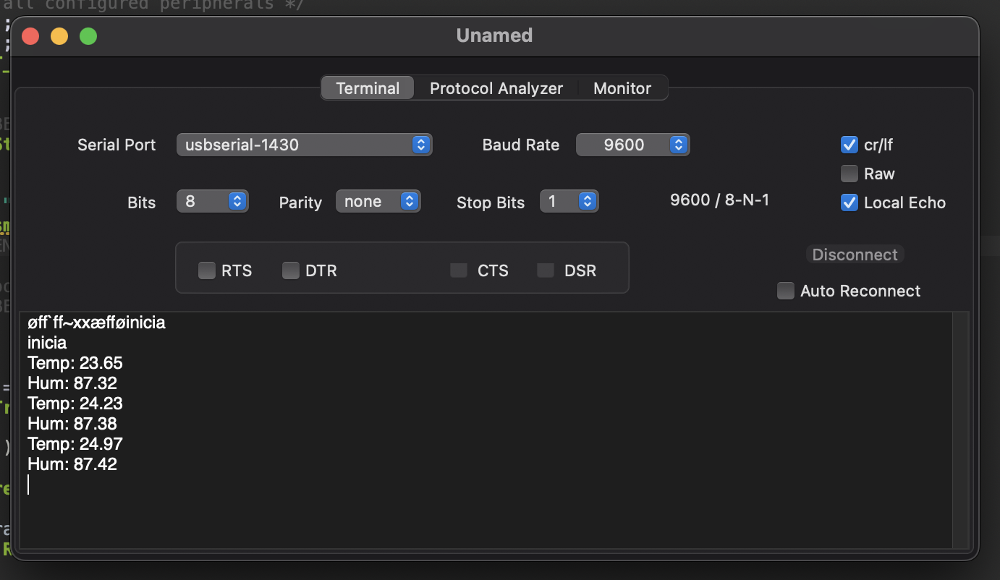 all configured peripherals */
Unamed
Terminal Protocol Analyzer Monitor
Serial Port usbserial-1430 Baud Rate 9600 cr/lf
Raw
Bits 8 Parity none Stop Bits 1 9600 / 8-N-1 Local Echo
RTS DTR CTS DSR Disconnect
Auto Reconnect
øff`ff~xxæfføinicia
inicia
Temp: 23.65
Hum: 87.32
Temp: 24.23
Hum: 87.38
Temp: 24.97
Hum: 87.42